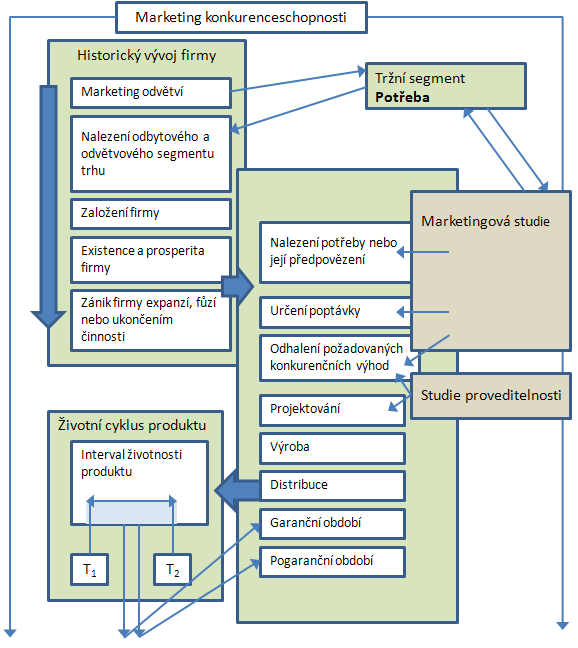 Marketing konkurenceschopnosti
Historický vývoj firmy
Marketing odvětví
Nalezení odbytového a
odvětvového segmentu
trhu
Založení firmy
Existence a prosperita
firmy
Zánik firmy expanzí, fůzí
nebo ukončením
činnosti
Tržní segment
Potřeba
Marketingová studie
Nalezení potřeby nebo
její předpovězení
Určení poptávky
Odhalení požadovaných
konkurenčních výhod
Studie proveditelnosti
Projektování
Výroba
Distribuce
Garanční období
Pogaranční období
Životní cyklus produktu
Interval životnosti
produktu
T1
T2